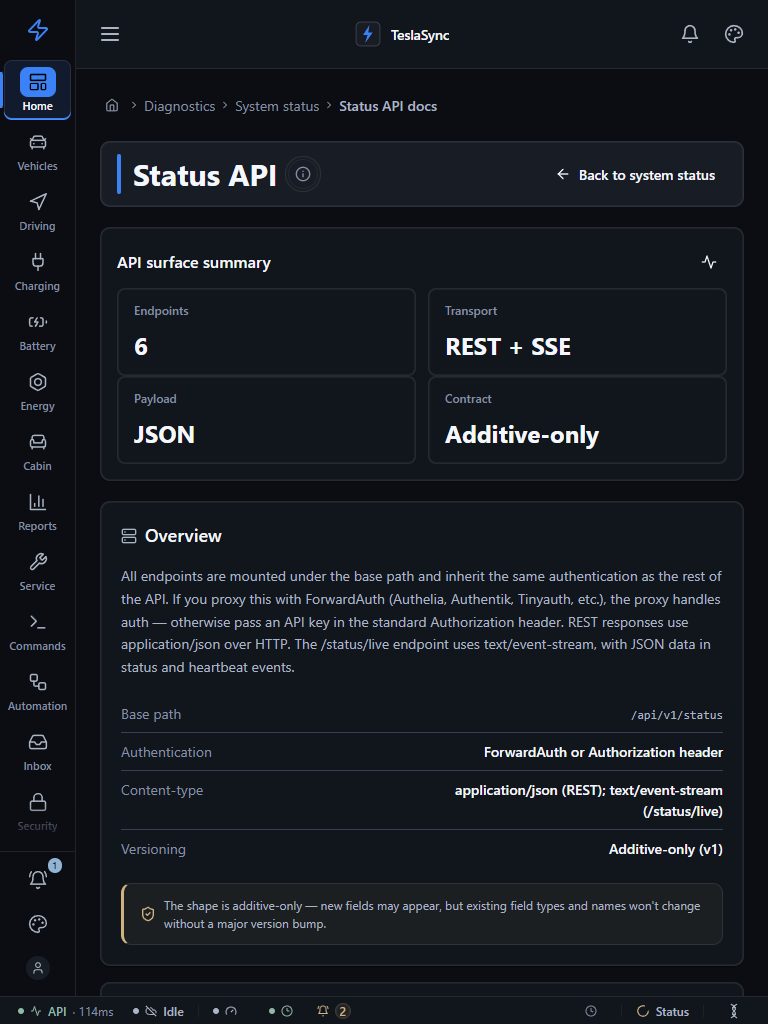 TeslaSync
Home
Vehicles
Driving
Charging
Battery
Energy
Cabin
Reports
Service
Commands
Automation
Inbox
Security
1
Diagnostics
System status
Status API docs
Status API
Back to system status
API surface summary
Endpoints
6
Transport
REST + SSE
Payload
JSON
Contract
Additive-only
Overview
All endpoints are mounted under the base path and inherit the same authentication as the rest of
the API. If you proxy this with ForwardAuth (Authelia, Authentik, Tinyauth, etc.), the proxy handles
auth — otherwise pass an API key in the standard Authorization header. REST responses use
application/json over HTTP. The /status/live endpoint uses text/event-stream, with JSON data in
status and heartbeat events.
Base path
/api/v1/status
Authentication
ForwardAuth or Authorization header
Content-type
application/json (REST); text/event-stream
(/status/live)
Versioning
Additive-only (v1)
The shape is additive-only — new fields may appear, but existing field types and names won't change
without a major version bump.
API · 114ms
Idle
2
Status